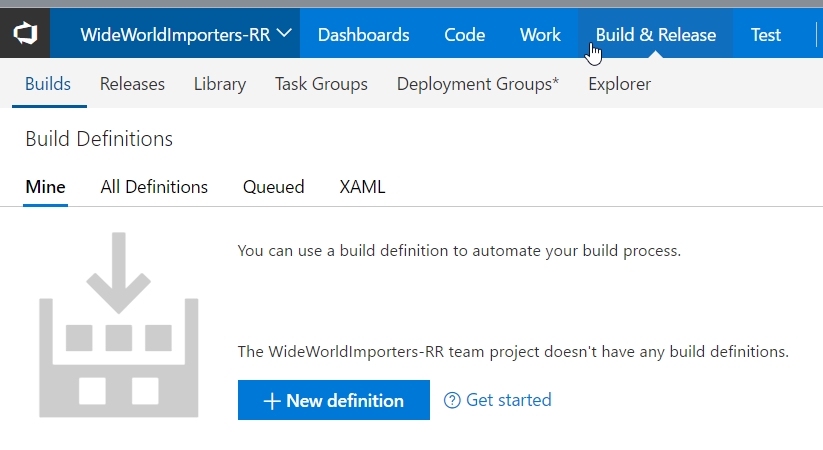 WideWorldImporters-RR Dashboards Code Work Build & Release Test
Builds Releases Library Task Groups Deployment Groups* Explorer
Build Definitions
Mine All Definitions Queued XAML
You can use a build definition to automate your build process.
The WideWorldImporters-RR team project doesn't have any build definitions.
+ New definition ? Get started